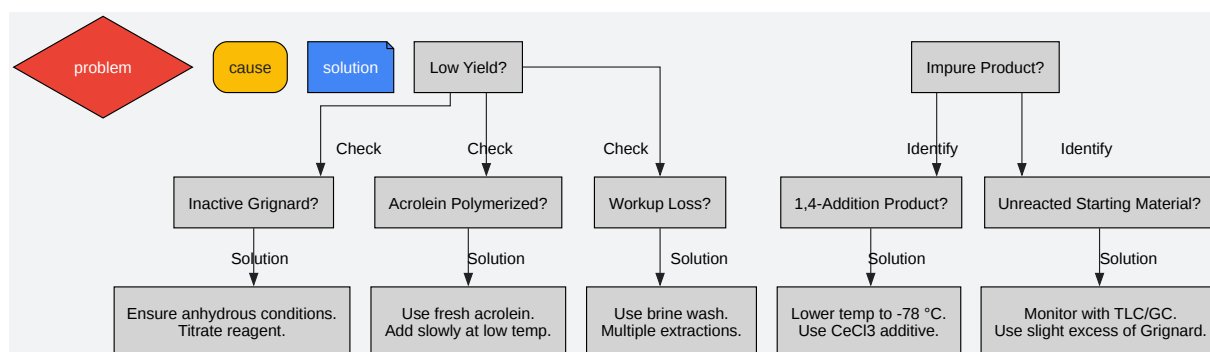 problem
cause
solution
Low Yield?
Impure Product?
Check
Check
Check
Identify
Identify
Inactive Grignard?
Acrolein Polymerized?
Workup Loss?
1,4-Addition Product?
Unreacted Starting Material?
Solution
Solution
Solution
Solution
Solution
Ensure anhydrous conditions.
Titrate reagent.
Use fresh acrolein.
Add slowly at low temp.
Use brine wash.
Multiple extractions.
Lower temp to -78 °C.
Use CeCl3 additive.
Monitor with TLC/GC.
Use slight excess of Grignard.